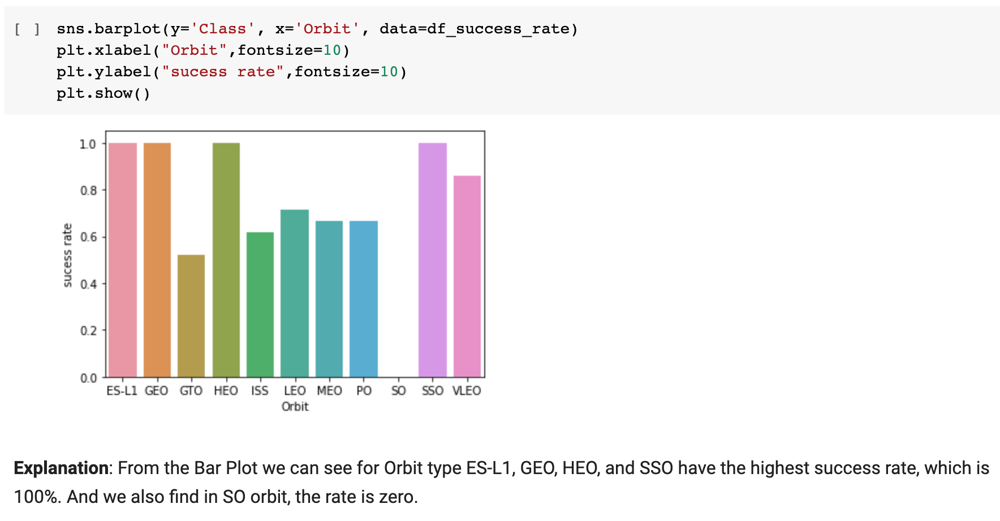 [ ] sns.barplot(y='Class', x='Orbit', data=df_success_rate)
plt.xlabel("Orbit",fontsize=10)
plt.ylabel("sucess rate",fontsize=10)
plt.show()
1.0
0.8
0.6
0.4
0.2
0.0
sucess rate
ES-L1 GEO GTO HEO ISS LEO MEO PO SO SSO VLEO
Orbit
Explanation: From the Bar Plot we can see for Orbit type ES-L1, GEO, HEO, and SSO have the highest success rate, which is
100%. And we also find in SO orbit, the rate is zero.